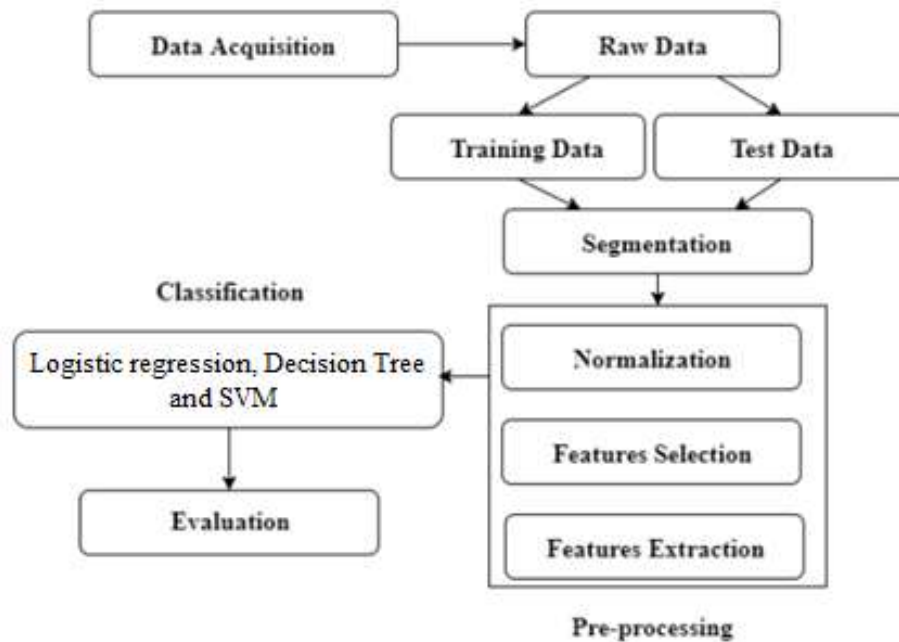 Data Acquisition
Raw Data
Training Data
Test Data
Segmentation
Classification
Normalization
Logistic regression, Decision Tree
and SVM
Features Selection
Evaluation
Features Extraction
Pre-processing